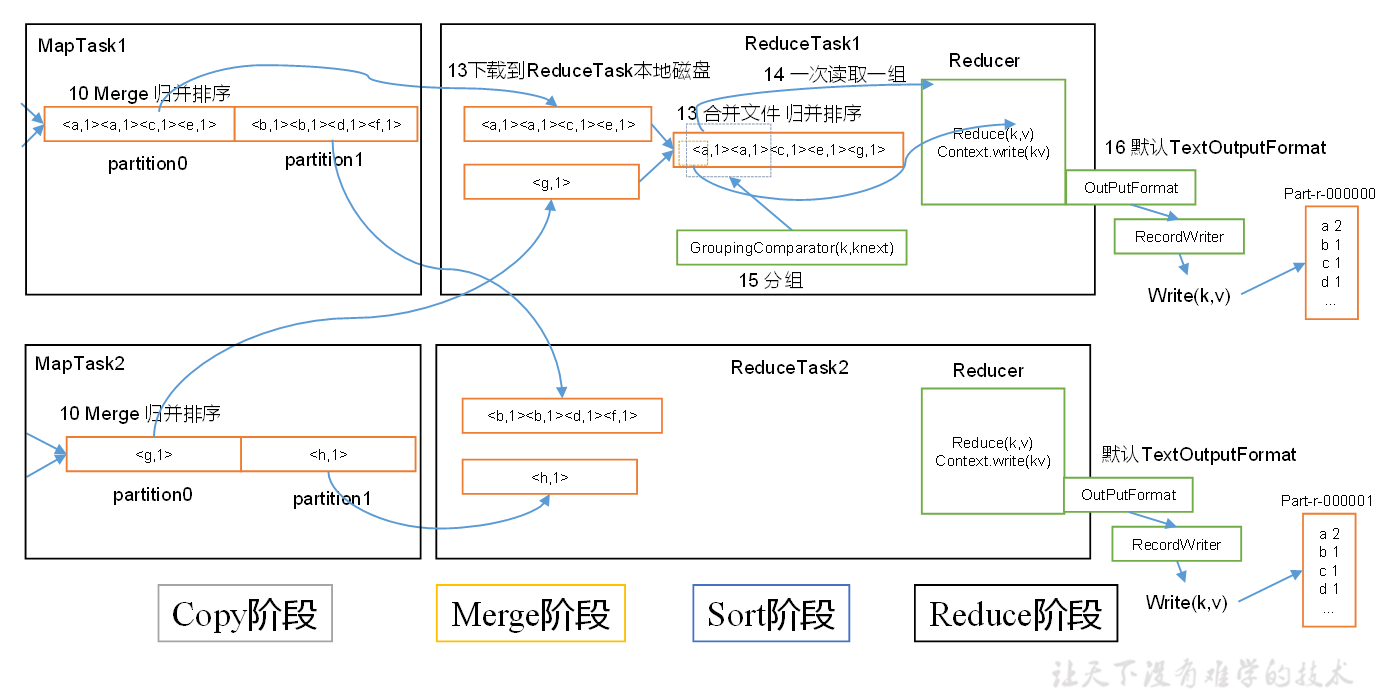 MapTask1
10 Merge 归并排序
<a,1><a,1><c,1><e,1>
<b,1><b,1><d,1><f,1>
partition0
partition1
ReduceTask1
13下载到ReduceTask本地磁盘
<a,1><a,1><c,1><e,1>
<g,1>
13 合并文件 归并排序
<a,1><a,1><c,1><e,1><g,1>
14 一次读取一组
GroupingComparator(k,knext)
15 分组
Reducer
Reduce(k,v)
Context.write(kv)
16 默认TextOutputFormat
OutPutFormat
RecordWriter
Write(k,v)
Part-r-000000
a 2
b 1
c 1
d 1
...
MapTask2
10 Merge 归并排序
<g,1>
<h,1>
partition0
partition1
ReduceTask2
<b,1><b,1><d,1><f,1>
<h,1>
Reducer
Reduce(k,v)
Context.write(kv)
默认TextOutputFormat
OutPutFormat
RecordWriter
Write(k,v)
Part-r-000001
a 2
b 1
c 1
d 1
...
Copy阶段
Merge阶段
Sort阶段
Reduce阶段
让天下没有难学的技术